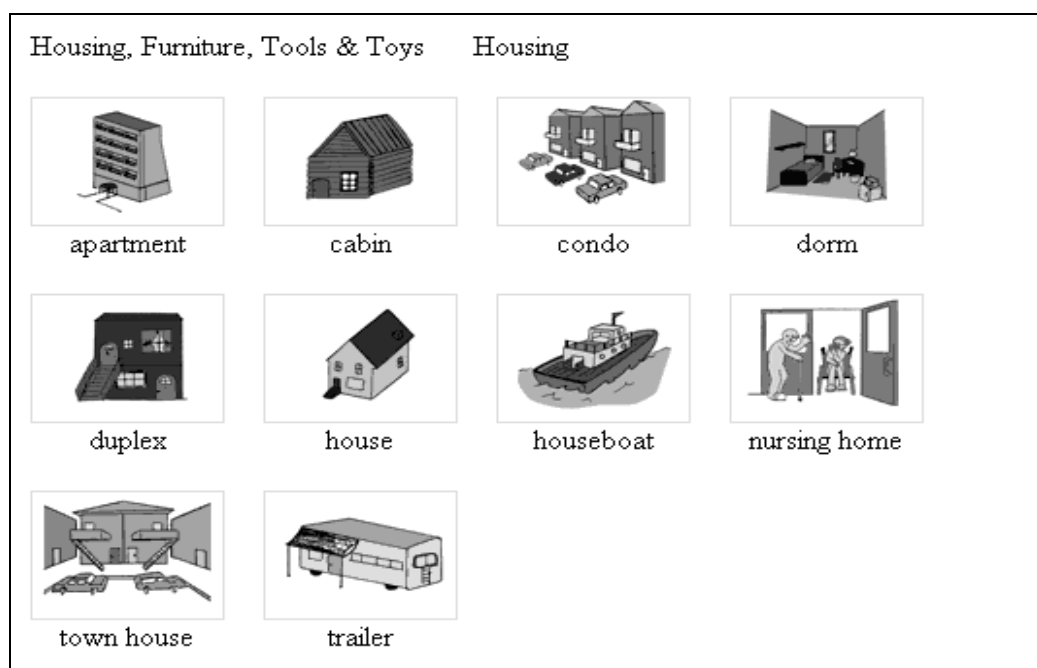 Housing, Furniture, Tools & Toys Housing
apartment cabin condo dorm
duplex house houseboat nursing home
town house trailer